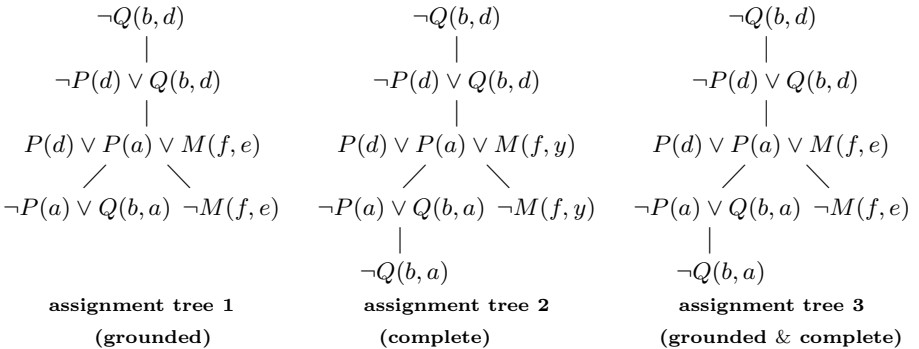 ¬Q(b, d) ¬Q(b, d) ¬Q(b, d)
¬P(d) ∨ Q(b, d) ¬P(d) ∨ Q(b, d) ¬P(d) ∨ Q(b, d)
P(d) ∨ P(a) ∨ M(f, e) P(d) ∨ P(a) ∨ M(f, y) P(d) ∨ P(a) ∨ M(f, e)
¬P(a) ∨ Q(b, a) ¬M(f, e) ¬P(a) ∨ Q(b, a) ¬M(f, y) ¬P(a) ∨ Q(b, a) ¬M(f, e)
¬Q(b, a) ¬Q(b, a)
assignment tree 1 assignment tree 2 assignment tree 3
(grounded) (complete) (grounded & complete)